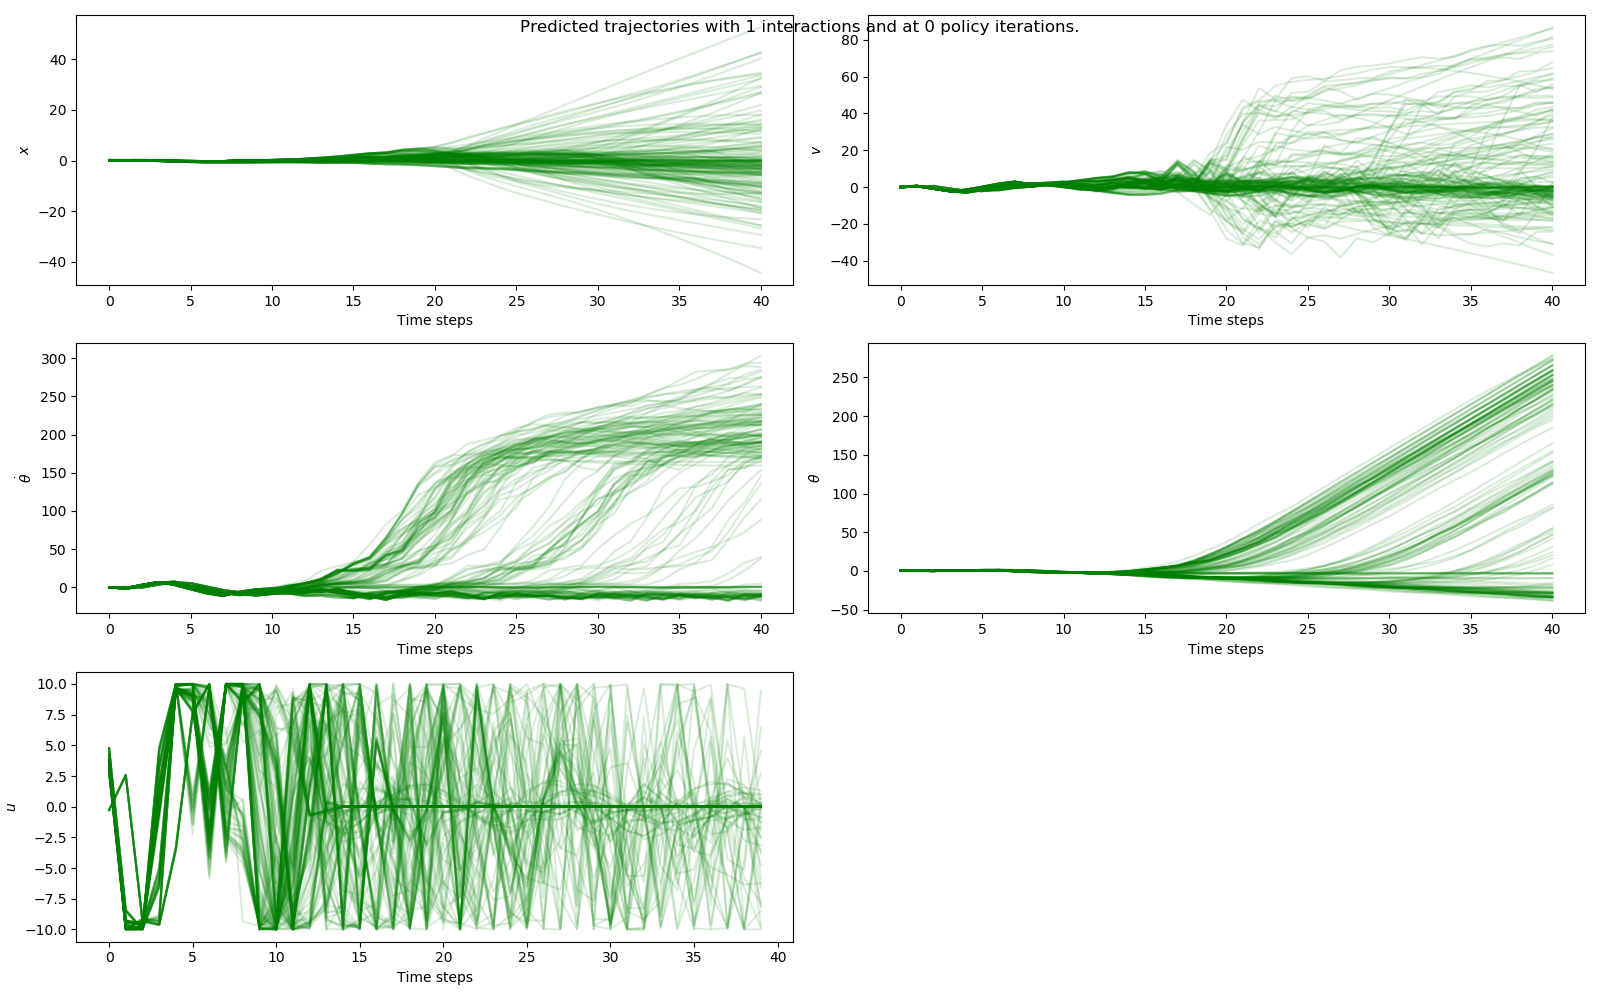 Predicted trajectories with 1 interactions and at 0 policy iterations.
40
20
0
−20
−40
x
0 5 10 15 20 25 30 35 40
Time steps
80
60
40
20
0
−20
−40
v
0 5 10 15 20 25 30 35 40
Time steps
300
250
200
150
100
50
0
θ̇
0 5 10 15 20 25 30 35 40
Time steps
250
200
150
100
50
0
−50
θ
0 5 10 15 20 25 30 35 40
Time steps
10.0
7.5
5.0
2.5
0.0
−2.5
−5.0
−7.5
−10.0
u
0 5 10 15 20 25 30 35 40
Time steps